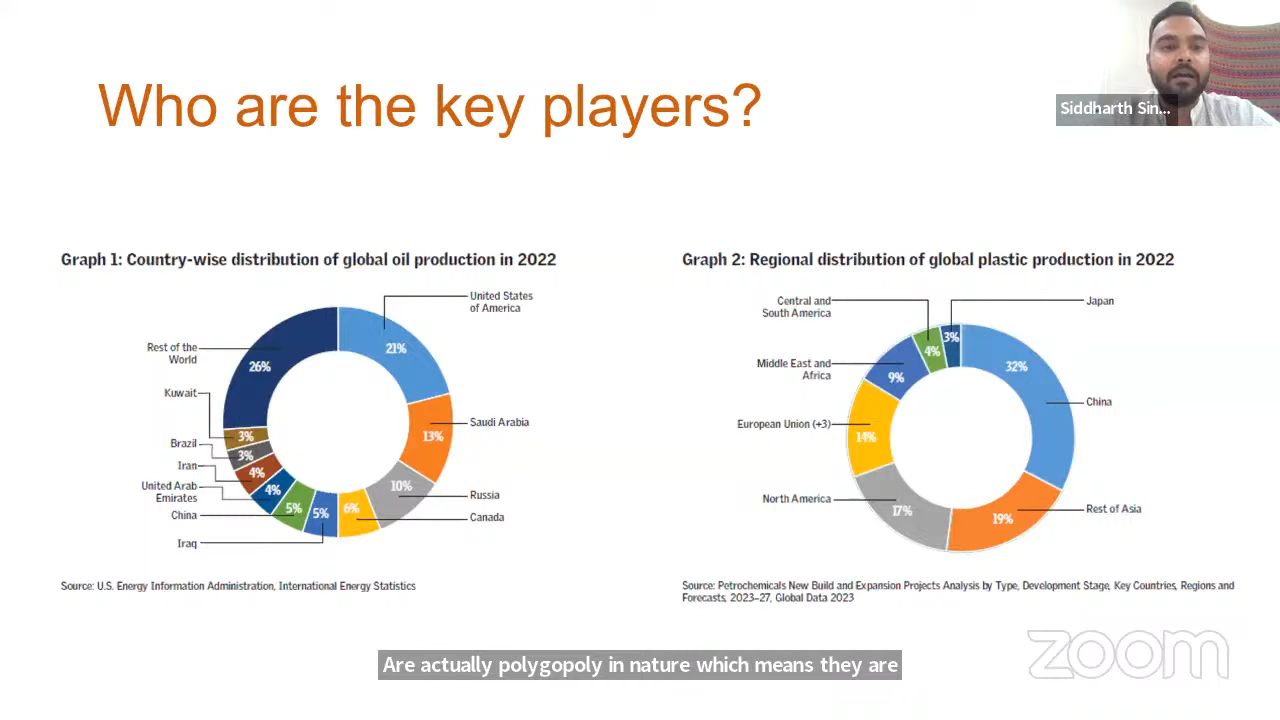 Who are the key players?
Siddharth Sin...
Graph 1: Country-wise distribution of global oil production in 2022
United States
of America
21%
Saudi Arabia
13%
Russia
10%
Canada
6%
Iraq
5%
China
5%
United Arab
Emirates
4%
Iran
4%
Brazil
3%
Kuwait
3%
Rest of the
World
26%
Source: U.S. Energy Information Administration, International Energy Statistics
Graph 2: Regional distribution of global plastic production in 2022
Central and
South America
4%
Japan
3%
32%
China
Middle East and
Africa
9%
European Union (+3)
14%
North America
17%
Rest of Asia
19%
Source: Petrochemicals New Build and Expansion Projects Analysis by Type, Development Stage, Key Countries, Regions and
Forecasts, 2023–27, Global Data 2023
zoom
Are actually polygopoly in nature which means they are